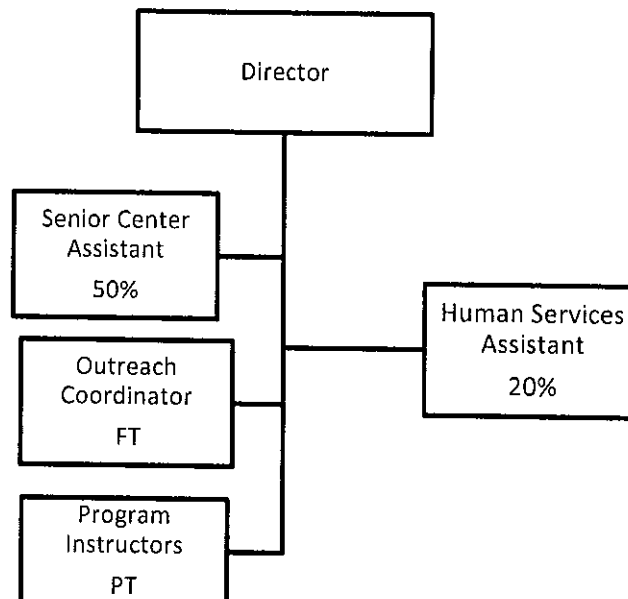 Director
Senior Center
Assistant
50%
Human Services
Assistant
20%
Outreach
Coordinator
FT
Program
Instructors
PT